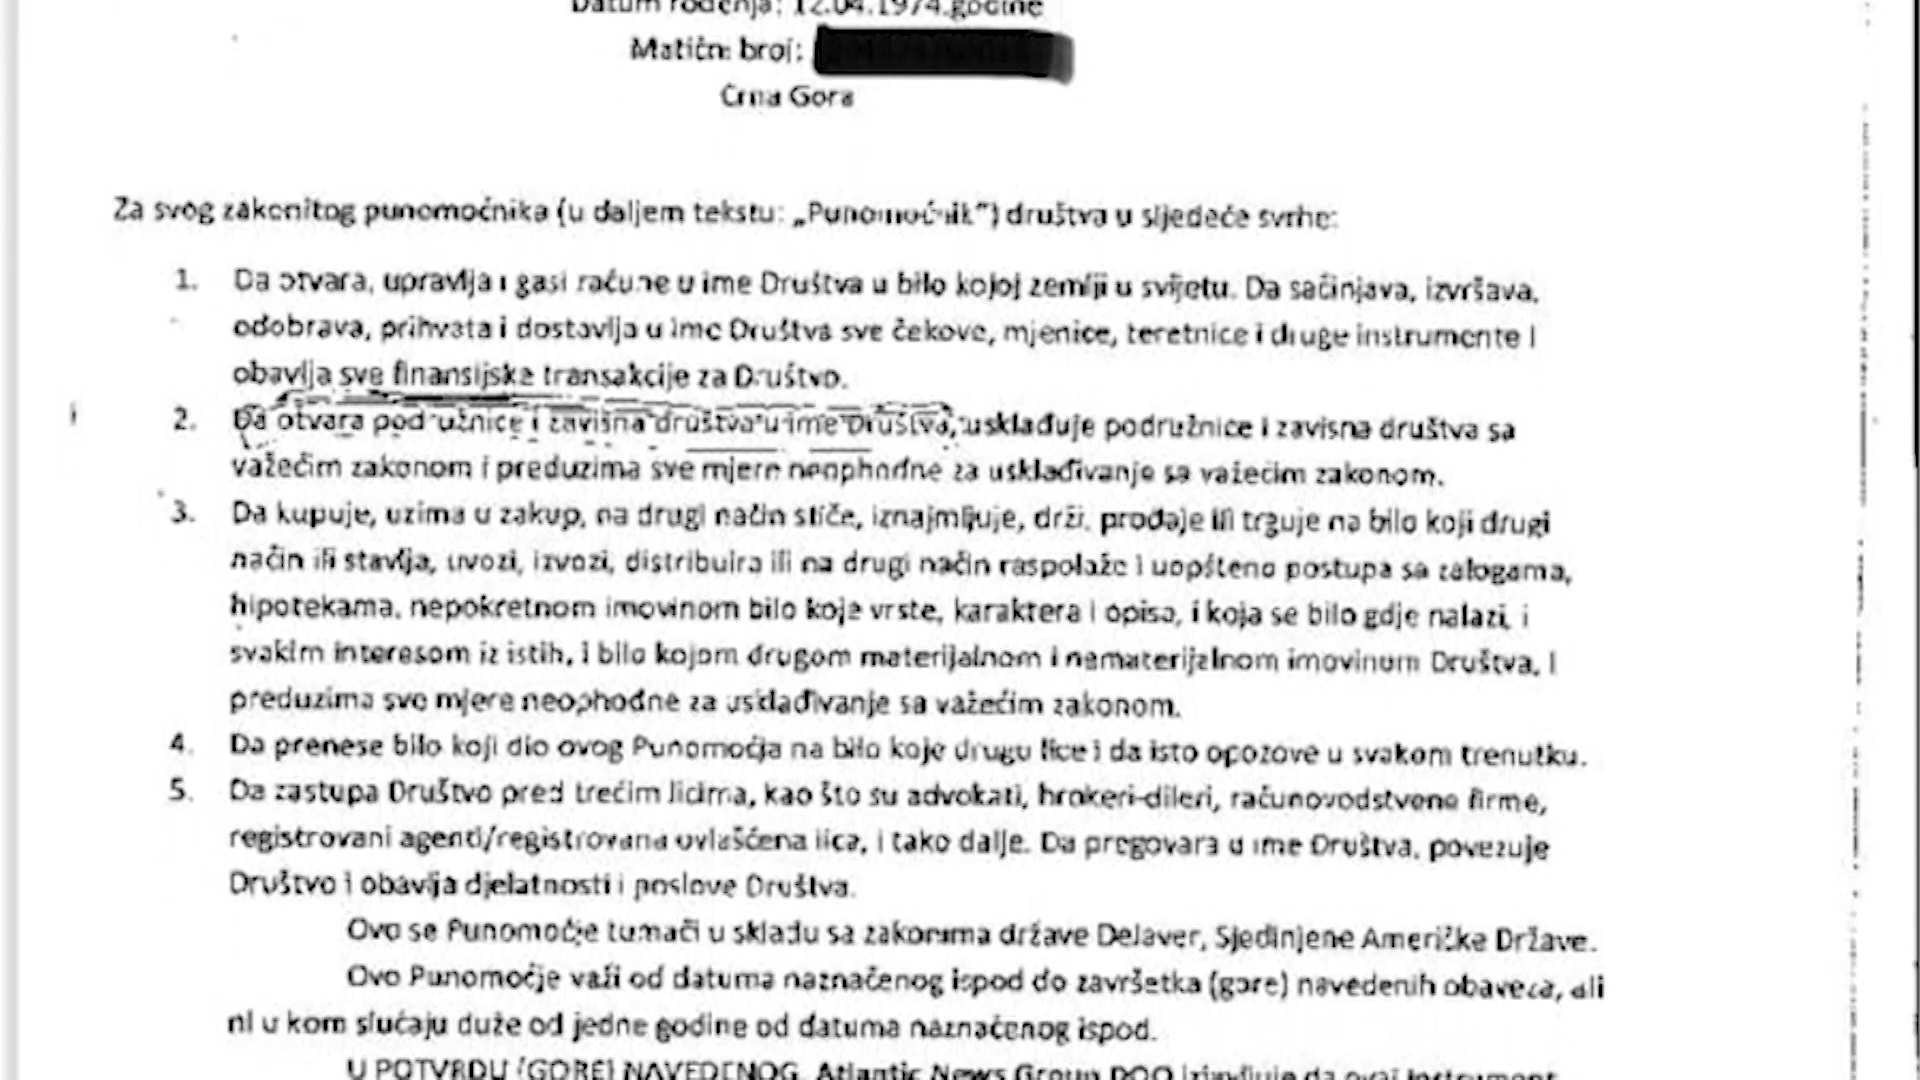 Datum rođenja: 12.04.1974.godine
Matičn broj:
Crna Gora
Za svog zakonitog punomoćnika (u daljem tekstu: „Punomoćnik") društva u sljedeće svrhe:
1. Da otvara, upravlja i gasi račune u ime Društva u bilo kojoj zemlji u svijetu. Da sačinjava, izvršava,
odobrava, prihvata i dostavlja u ime Društva sve čekove, mjenice, teretnice i druge instrumente i
obavlja sve finansijske transakcije za Društvo.
2. Da otvara podružnice i zavisna društva u ime Društva, usklađuje podružnice i zavisna društva sa
važećim zakonom i preduzima sve mjere neophodne za usklađivanje sa važećim zakonom.
3. Da kupuje, uzima u zakup, na drugi način stiče, iznajmljuje, drži, prodaje ili trguje na bilo koji drugi
način ili stavlja, uvozi, izvozi, distribuira ili na drugi način raspolaže i uopšteno postupa sa zalogama,
hipotekama, nepokretnom imovinom bilo koje vrste, karaktera i opisa, i koja se bilo gdje nalazi, i
svakim interesom iz istih, i bilo kojom drugom materijalnom i nematerijalnom imovinom Društva, i
preduzima sve mjere neophodne za usklađivanje sa važećim zakonom.
4. Da prenese bilo koji dio ovog Punomoćja na bilo koje drugo lice i da isto opozove u svakom trenutku.
5. Da zastupa Društvo pred trećim licima, kao što su advokati, brokeri-dileri, računovodstvene firme,
registrovani agenti/registrovana ovlašćena lica, i tako dalje. Da pregovara u ime Društva, povezuje
Društvo i obavlja djelatnosti i poslove Društva.
Ovo se Punomoćje tumači u skladu sa zakonima države Delaver, Sjedinjene Američke Države.
Ovo Punomoćje važi od datuma naznačenog ispod do završetka (gore) navedenih obaveza, ali
ni u kom slučaju duže od jedne godine od datuma naznačenog ispod.
U POTVRDU (GORE) NAVEDENOG, Atlantic News Group DOO izjavljuje da ovaj instrument